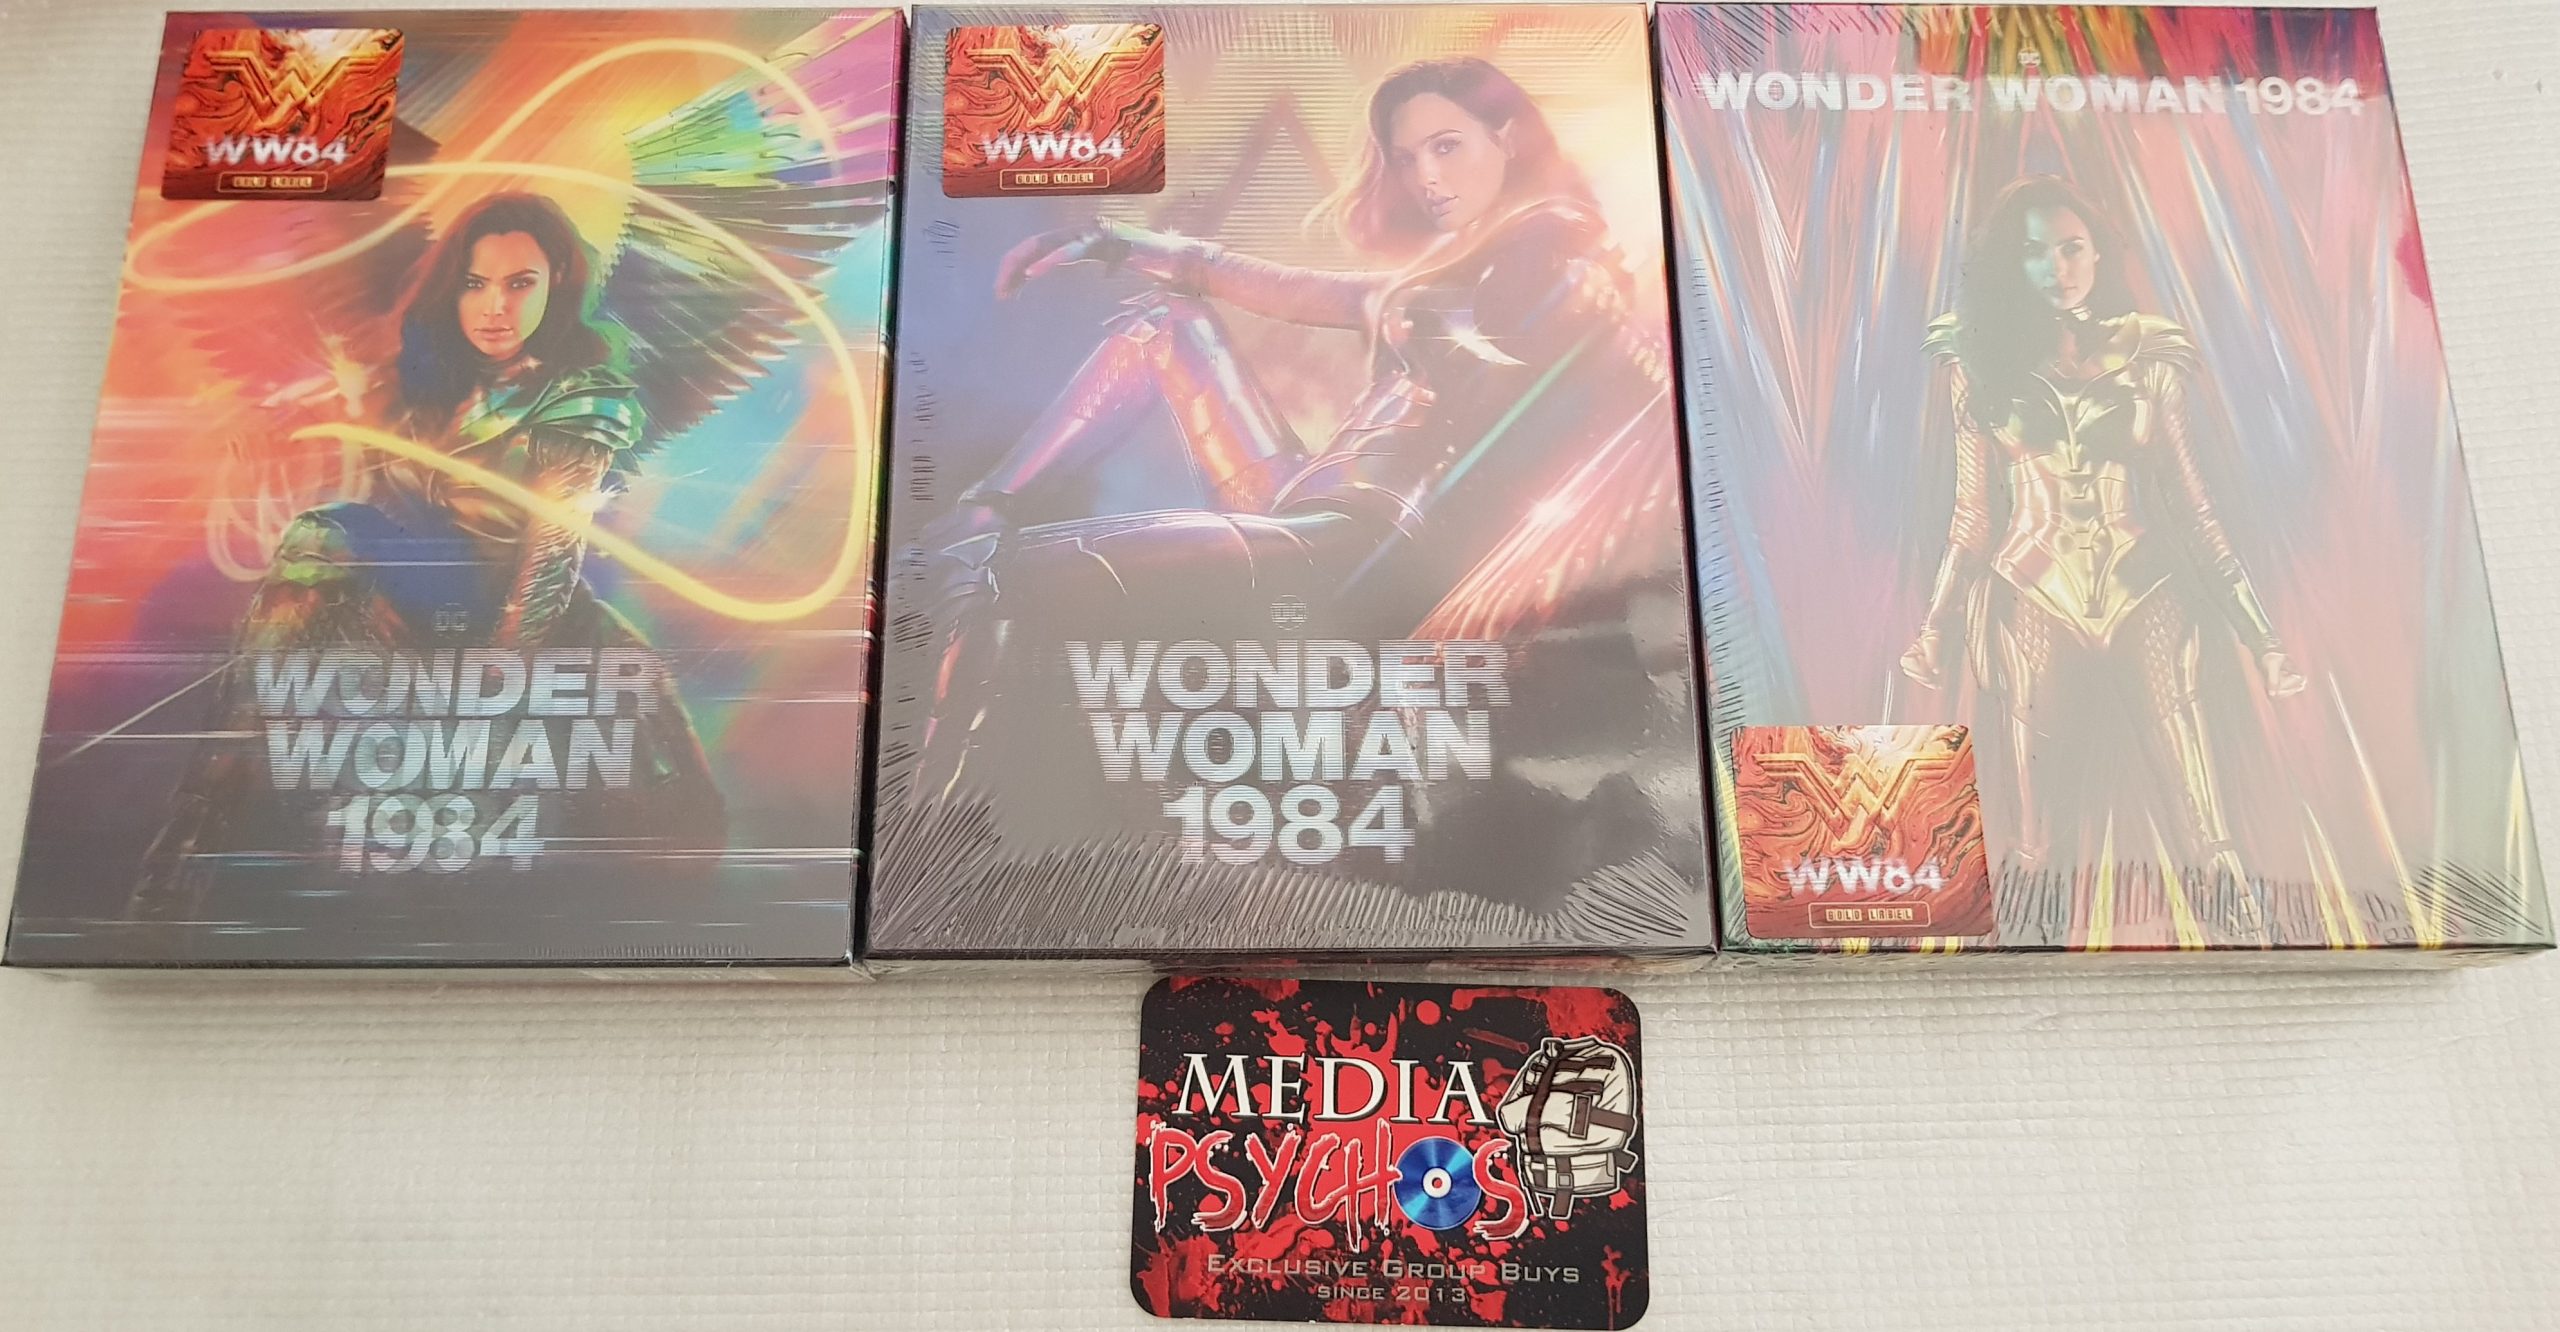 WW84
GOLD LABEL
DC
WONDER
WOMAN
1984
WW84
GOLD LABEL
DC
WONDER
WOMAN
1984
DC
WONDER WOMAN 1984
WW84
GOLD LABEL
MEDIA
PSYCHOS
EXCLUSIVE GROUP BUYS
SINCE 2013